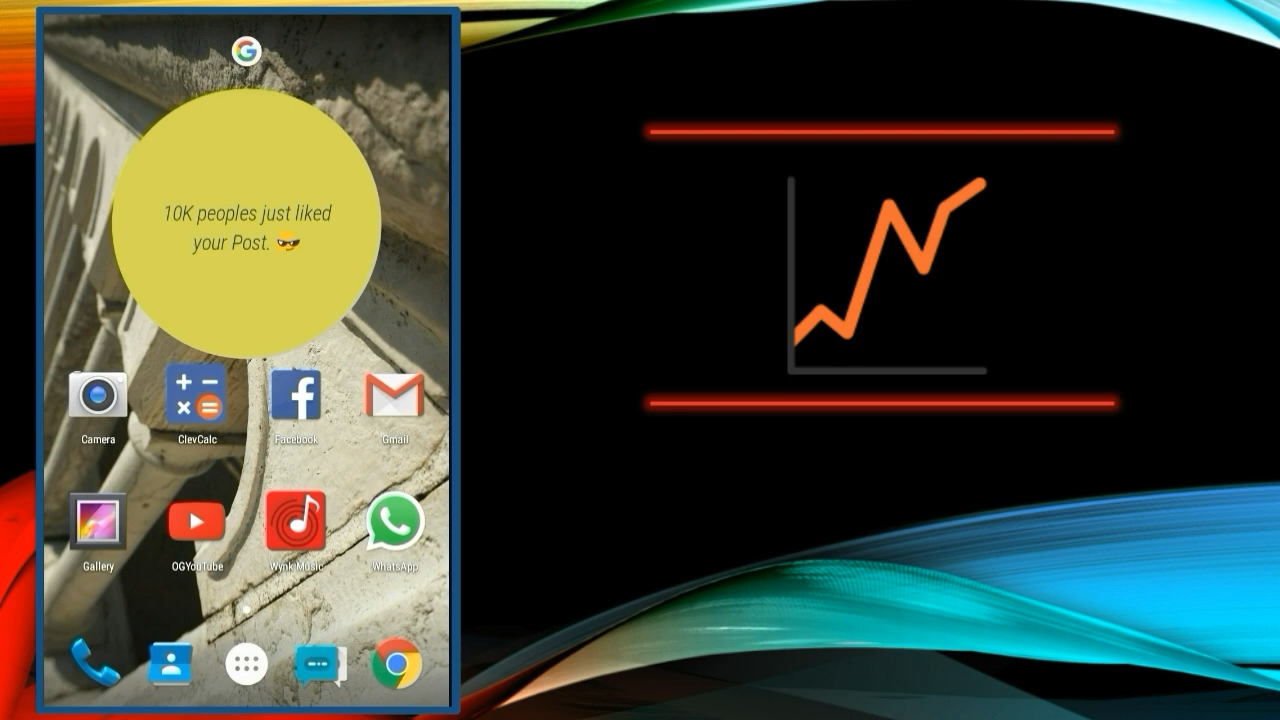 10K peoples just liked
your Post. 😎
Camera
ClevCalc
Facebook
Gmail
Gallery
OGYouTube
Wynk Music
WhatsApp